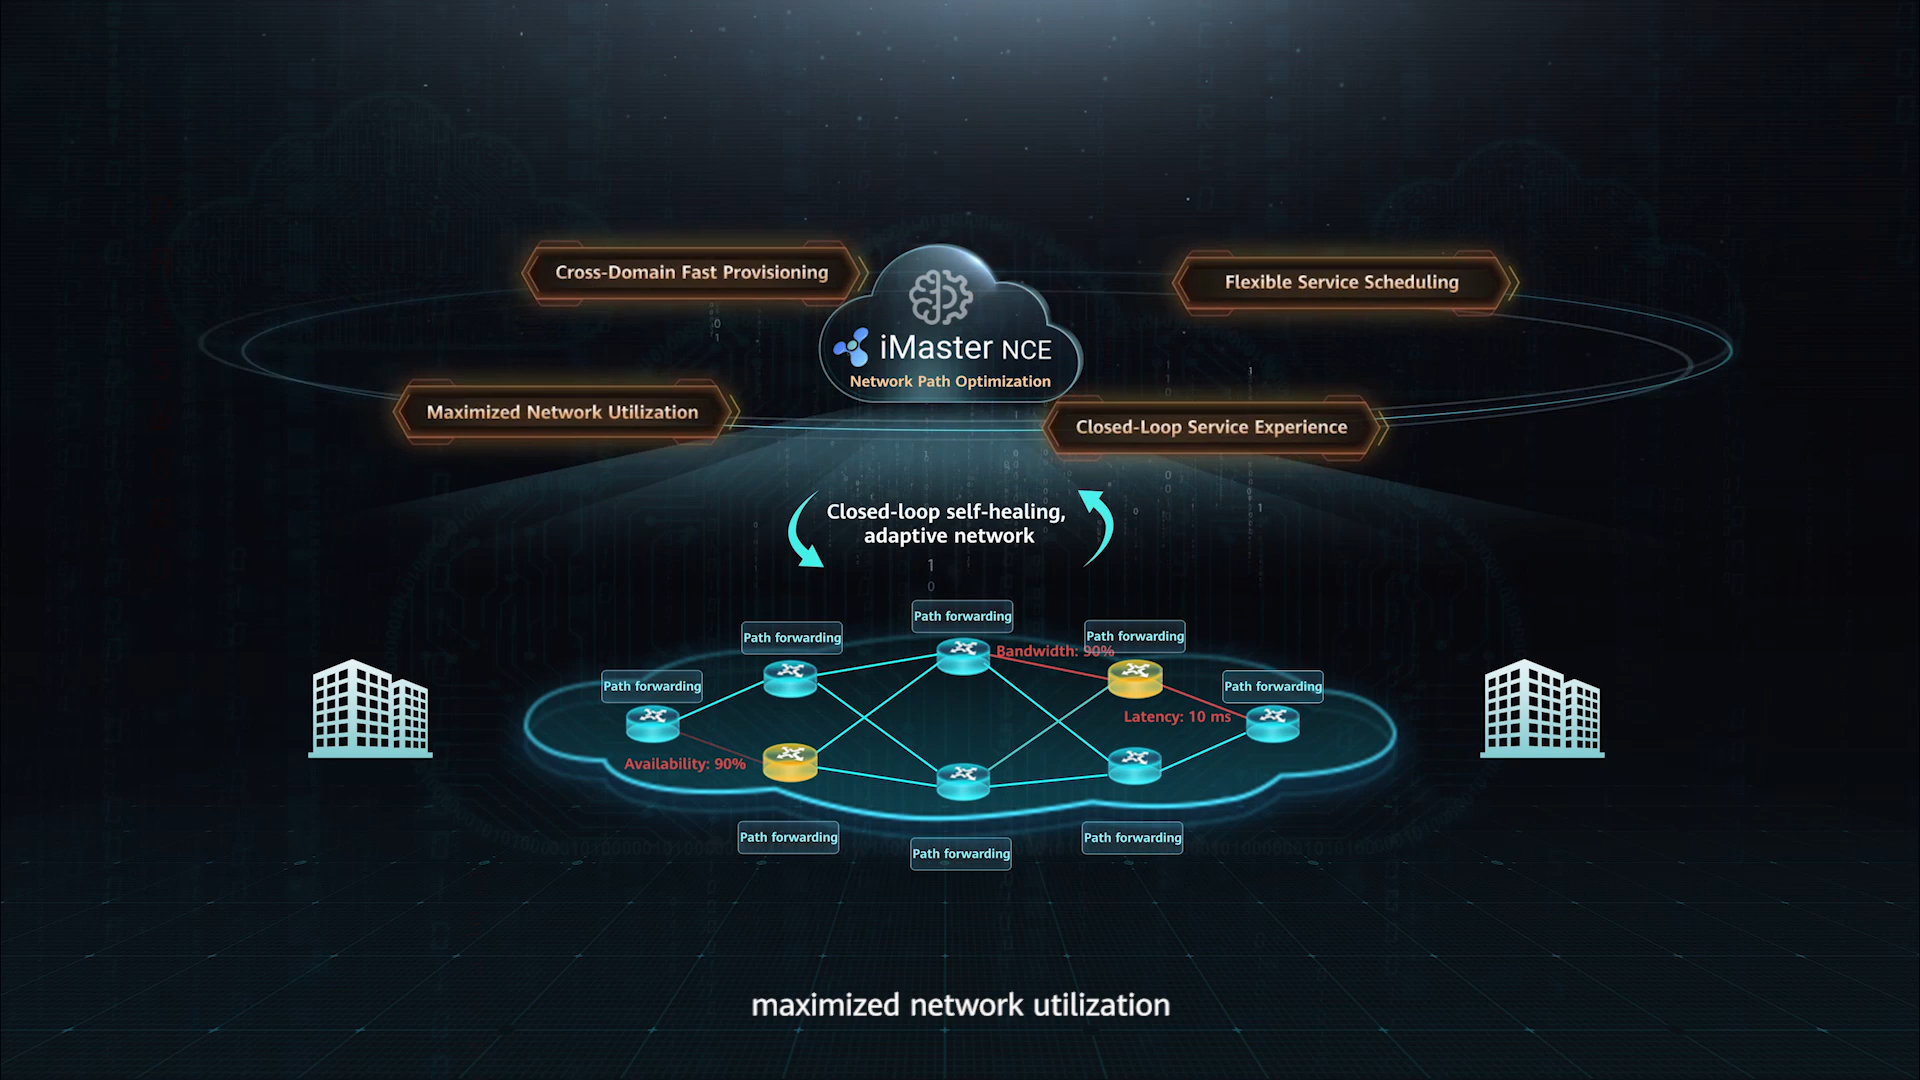 Cross-Domain Fast Provisioning
Flexible Service Scheduling
iMaster NCE
Network Path Optimization
Maximized Network Utilization
Closed-Loop Service Experience
Closed-loop self-healing,
adaptive network
Path forwarding
Path forwarding
Path forwarding
Bandwidth: 90%
Path forwarding
Path forwarding
Latency: 10 ms
Availability: 90%
Path forwarding
Path forwarding
Path forwarding
maximized network utilization